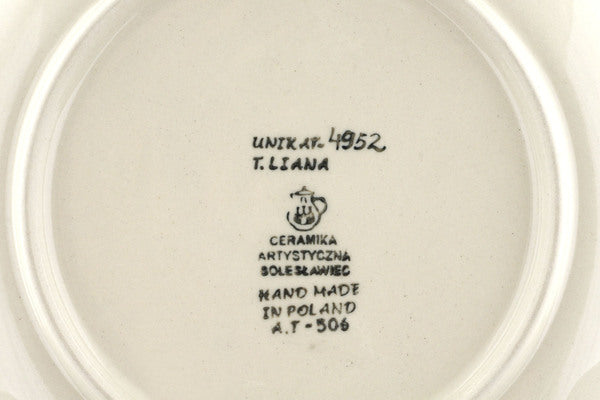 UNIKAT-4952
T.LIANA
CERAMIKA
ARTYSTYCZNA
BOLESŁAWIEC
HAND MADE
IN POLAND
A.T-506